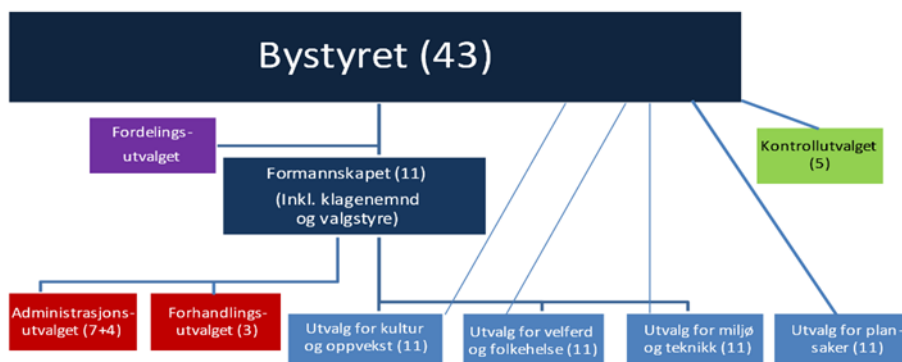 Bystyret (43)
Fordelings-
utvalget
Formannskapet (11)
(Inkl. klagenemnd
og valgstyre)
Kontrollutvalget
(5)
Administrasjons-
utvalget (7+4)
Forhandlings-
utvalget (3)
Utvalg for kultur
og oppvekst (11)
Utvalg for velferd
og folkehelse (11)
Utvalg for miljø
og teknikk (11)
Utvalg for plan-
saker (11)